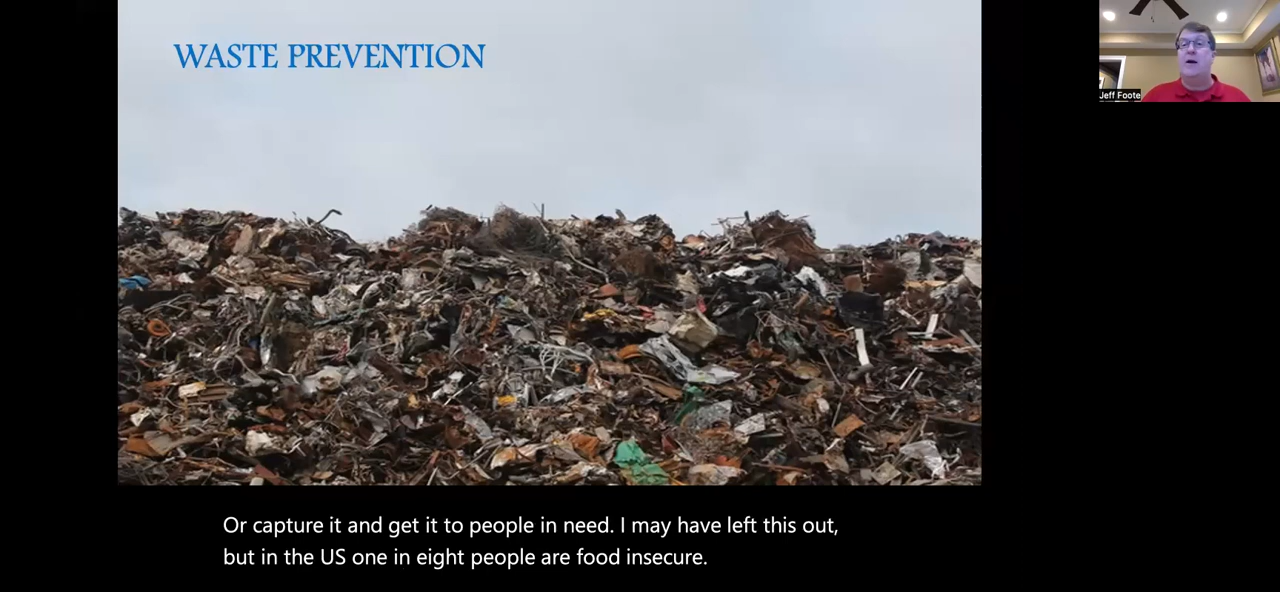 WASTE PREVENTION
Jeff Foote
Or capture it and get it to people in need. I may have left this out,
but in the US one in eight people are food insecure.